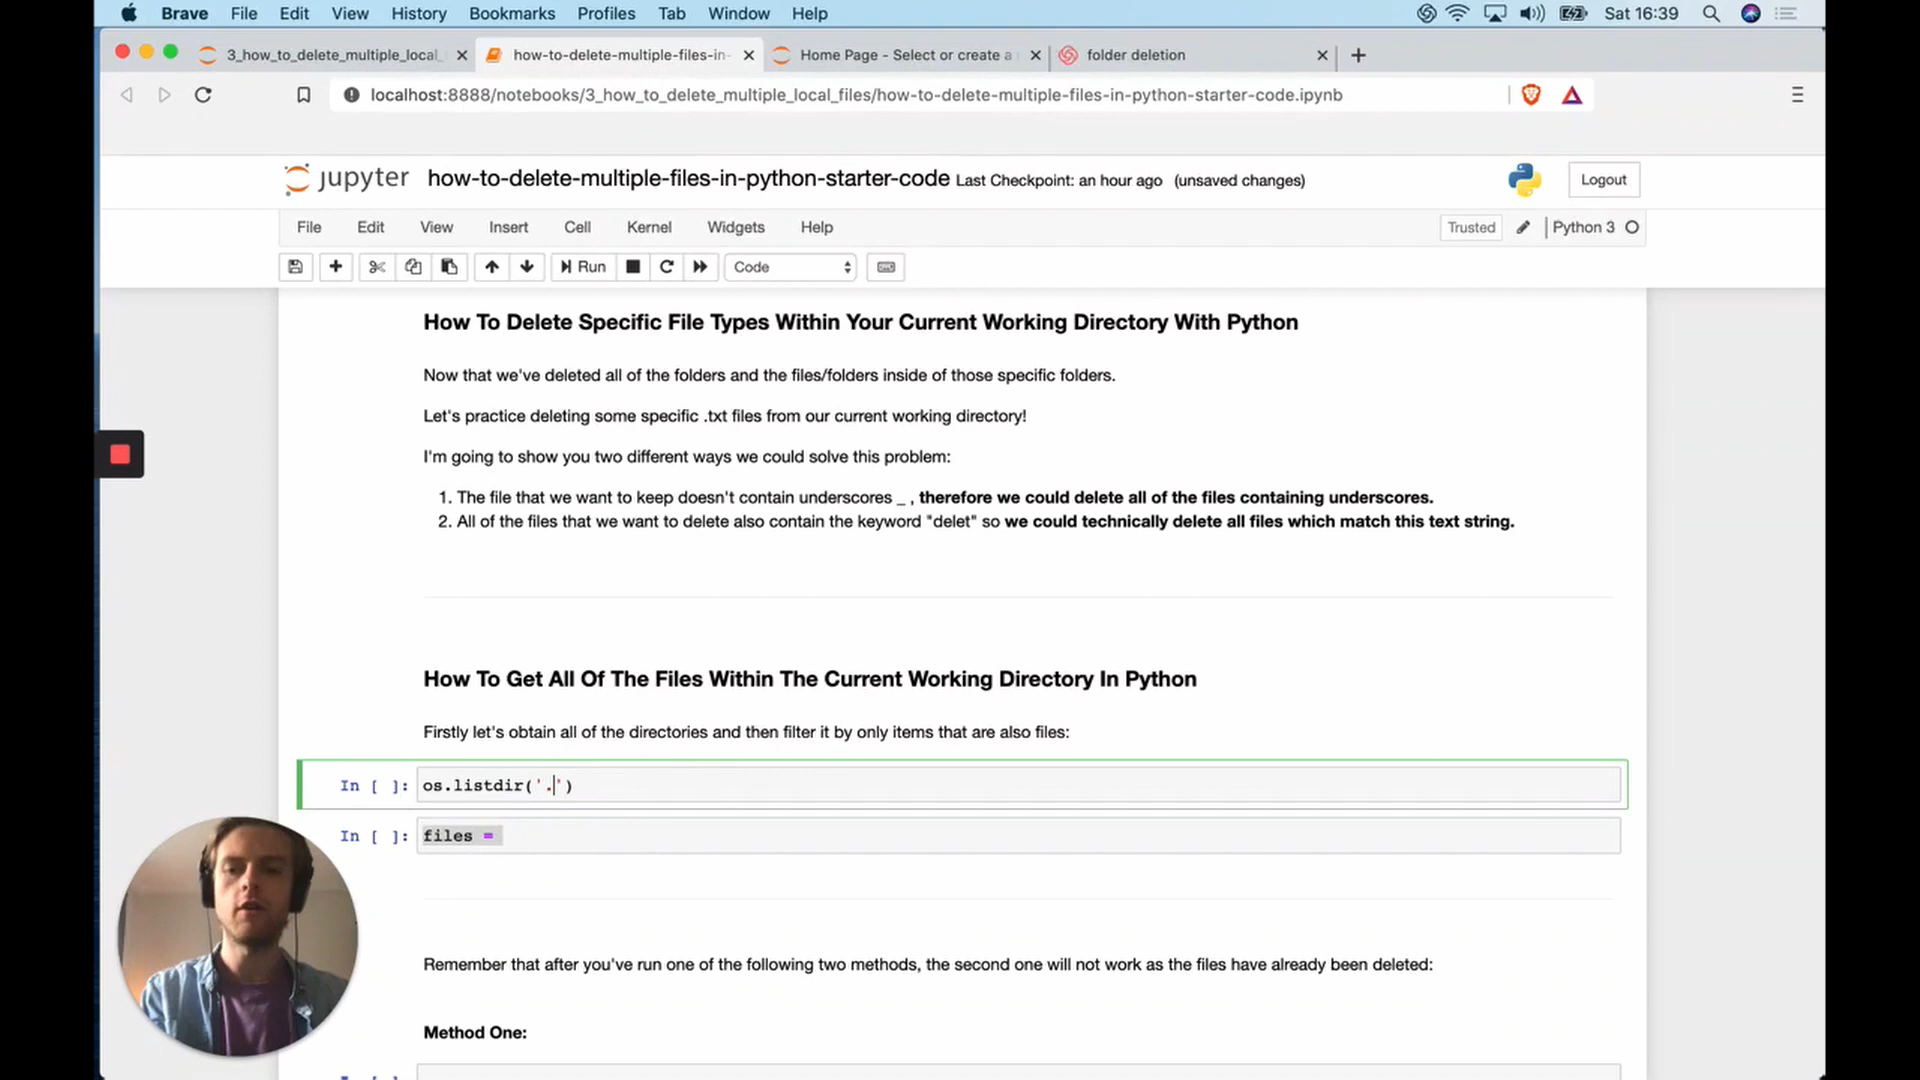 Brave File Edit View History Bookmarks Profiles Tab Window Help Sat 16:39
3_how_to_delete_multiple_local_ how-to-delete-multiple-files-in- Home Page - Select or create a folder deletion
localhost:8888/notebooks/3_how_to_delete_multiple_local_files/how-to-delete-multiple-files-in-python-starter-code.ipynb
jupyter how-to-delete-multiple-files-in-python-starter-code Last Checkpoint: an hour ago (unsaved changes) Logout
File Edit View Insert Cell Kernel Widgets Help Trusted Python 3
Run Code
How To Delete Specific File Types Within Your Current Working Directory With Python
Now that we've deleted all of the folders and the files/folders inside of those specific folders.
Let's practice deleting some specific .txt files from our current working directory!
I'm going to show you two different ways we could solve this problem:
1. The file that we want to keep doesn't contain underscores _ , therefore we could delete all of the files containing underscores.
2. All of the files that we want to delete also contain the keyword "delet" so we could technically delete all files which match this text string.
How To Get All Of The Files Within The Current Working Directory In Python
Firstly let's obtain all of the directories and then filter it by only items that are also files:
In [ ]: os.listdir('.')
In [ ]: files =
Remember that after you've run one of the following two methods, the second one will not work as the files have already been deleted:
Method One: